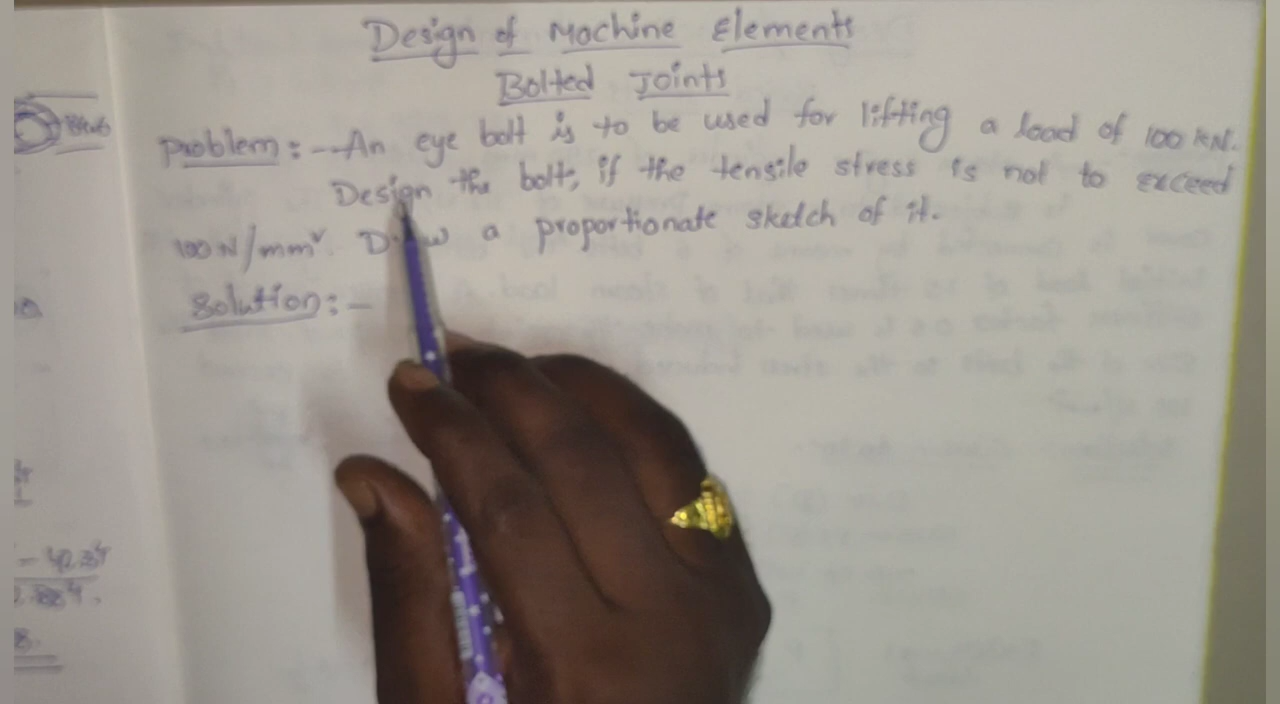 Design of Machine Elements
Bolted Joints
Problem:- An eye bolt is to be used for lifting a load of 100 KN.
Design the bolt, if the tensile stress is not to exceed
100 N/mm². Draw a proportionate sketch of it.
Solution:-